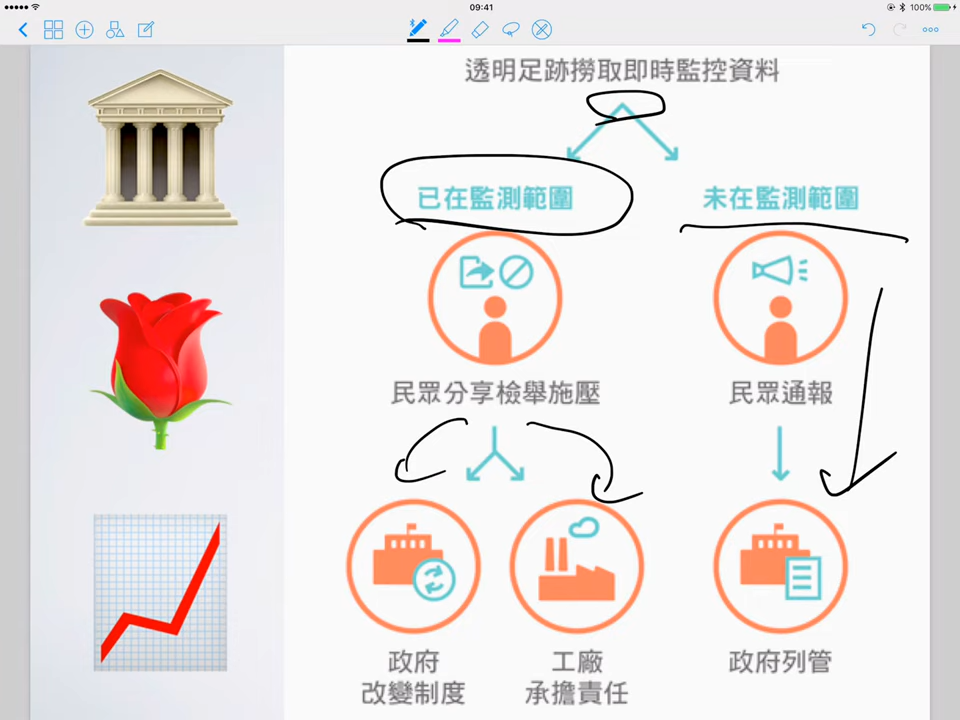 09:41
100%
透明足跡撈取即時監控資料
已在監測範圍
未在監測範圍
民眾分享檢舉施壓
民眾通報
政府
改變制度
工廠
承擔責任
政府列管